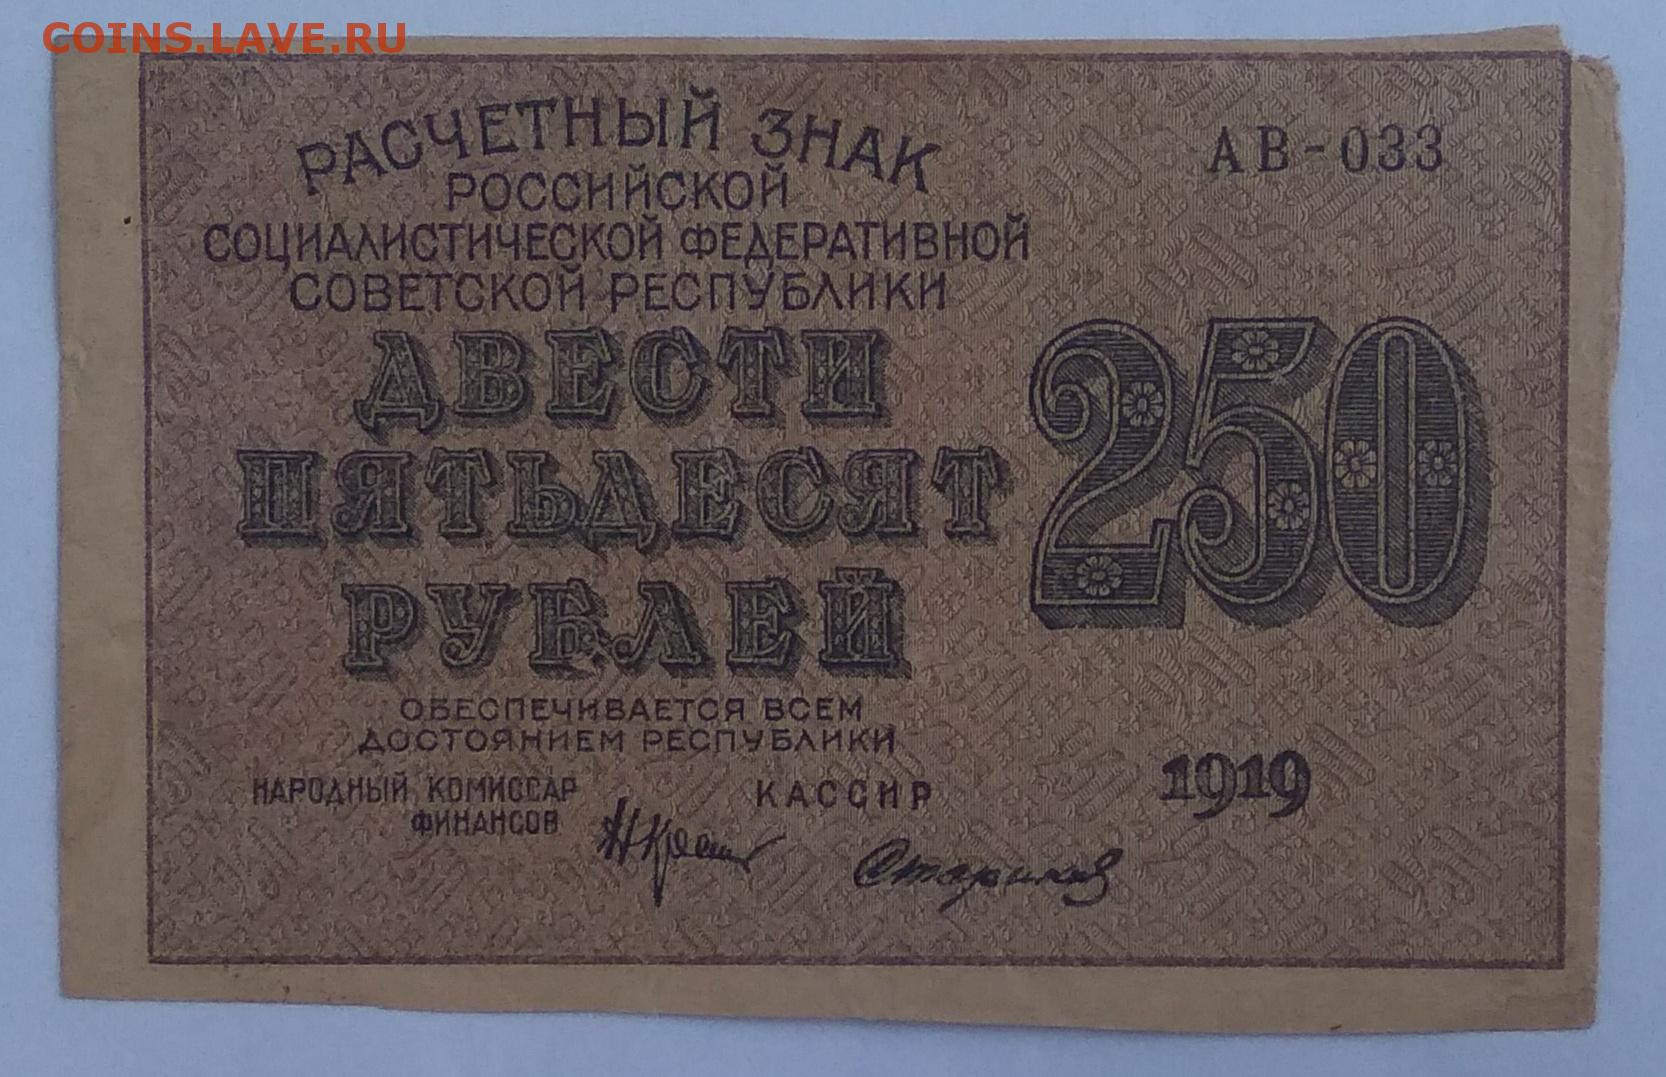 COINS.LAVE.RU
РАСЧЕТНЫЙ ЗНАК
АВ-033
РОССИЙСКОЙ
СОЦИАЛИСТИЧЕСКОЙ ФЕДЕРАТИВНОЙ
СОВЕТСКОЙ РЕСПУБЛИКИ
ДВЕСТИ
ПЯТЬДЕСЯТ
РУБЛЕЙ
250
ОБЕСПЕЧИВАЕТСЯ ВСЕМ
ДОСТОЯНИЕМ РЕСПУБЛИКИ
НАРОДНЫЙ КОМИССАР
ФИНАНСОВ
КАССИР
1919